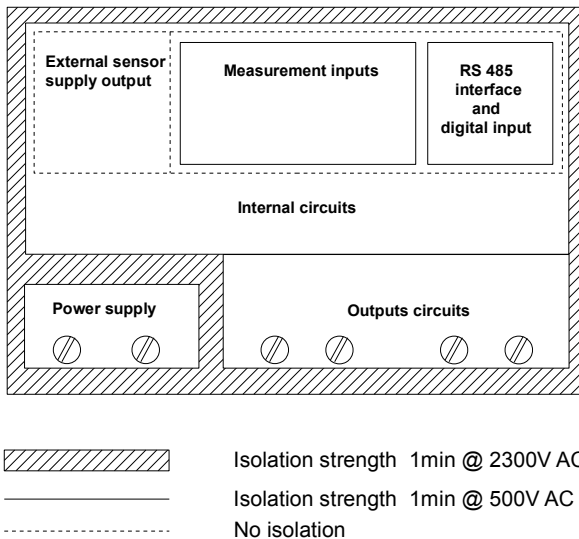 External sensor
supply output
Measurement inputs
RS 485
interface
and
digital input
Internal circuits
Power supply
Outputs circuits
Isolation strength 1min @ 2300V AC
Isolation strength 1min @ 500V AC
No isolation